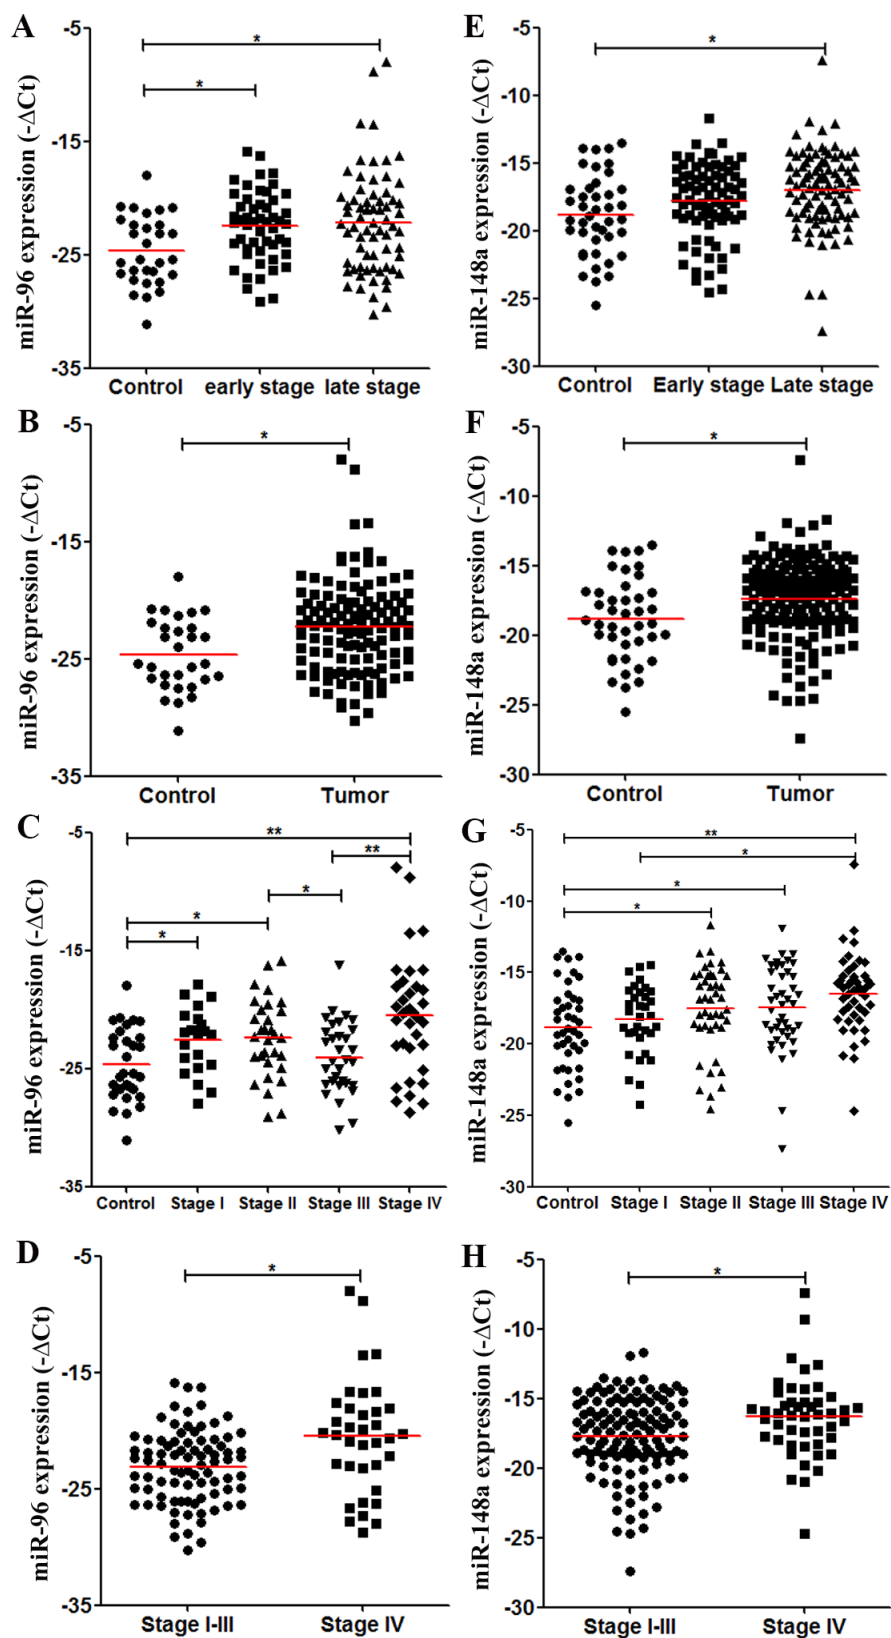 A
miR-96 expression (-ΔCt)
-5
-15
-25
-35
*
*
Control early stage late stage
E
miR-148a expression (-ΔCt)
-5
-10
-15
-20
-25
-30
*
Control Early stage Late stage
B
miR-96 expression (-ΔCt)
-5
-15
-25
-35
*
Control Tumor
F
miR-148a expression (-ΔCt)
-5
-10
-15
-20
-25
-30
*
Control Tumor
C
miR-96 expression (-ΔCt)
-5
-15
-25
-35
**
**
*
*
*
Control Stage I Stage II Stage III Stage IV
G
miR-148a expression (-ΔCt)
-5
-10
-15
-20
-25
-30
**
*
*
*
Control Stage I Stage II Stage III Stage IV
D
miR-96 expression (-ΔCt)
-5
-15
-25
-35
*
Stage I-III Stage IV
H
miR-148a expression (-ΔCt)
-5
-10
-15
-20
-25
-30
*
Stage I-III Stage IV